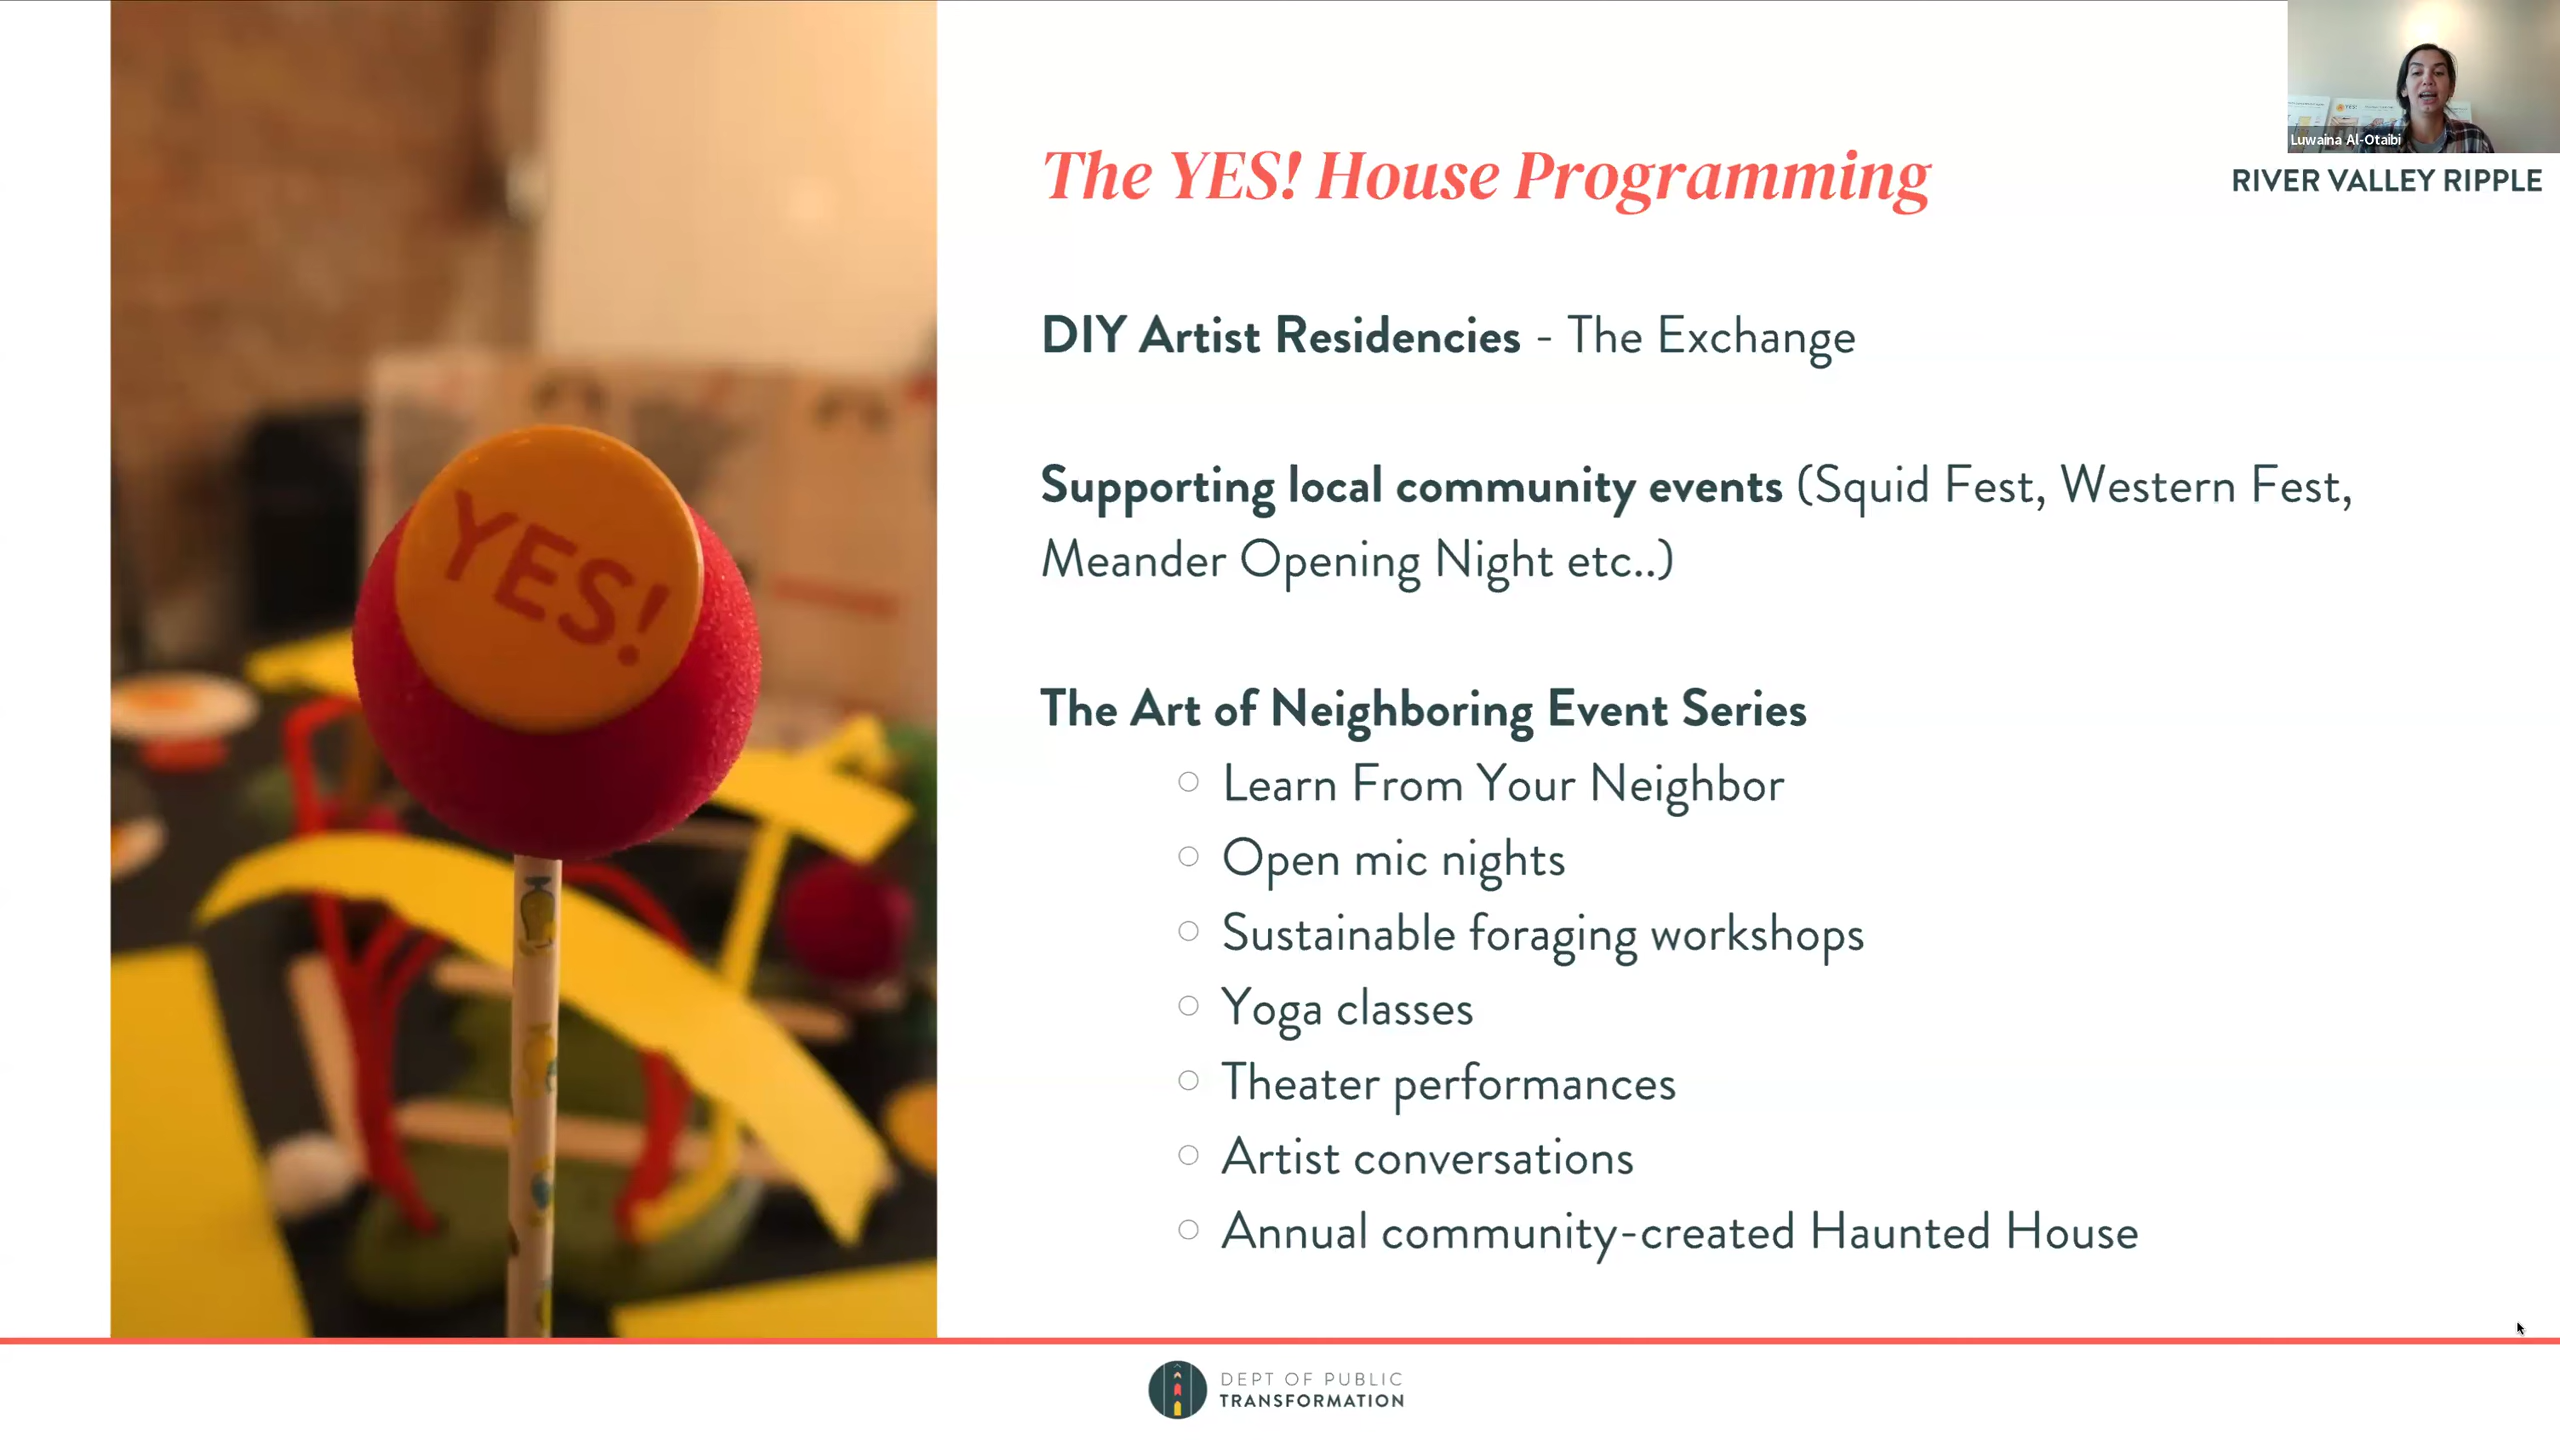 Luwaina Al-Otaibi
RIVER VALLEY RIPPLE
The YES! House Programming
DIY Artist Residencies - The Exchange
Supporting local community events (Squid Fest, Western Fest,
Meander Opening Night etc..)
The Art of Neighboring Event Series
Learn From Your Neighbor
Open mic nights
Sustainable foraging workshops
Yoga classes
Theater performances
Artist conversations
Annual community-created Haunted House
YES!
YES!
DEPT OF PUBLIC
TRANSFORMATION